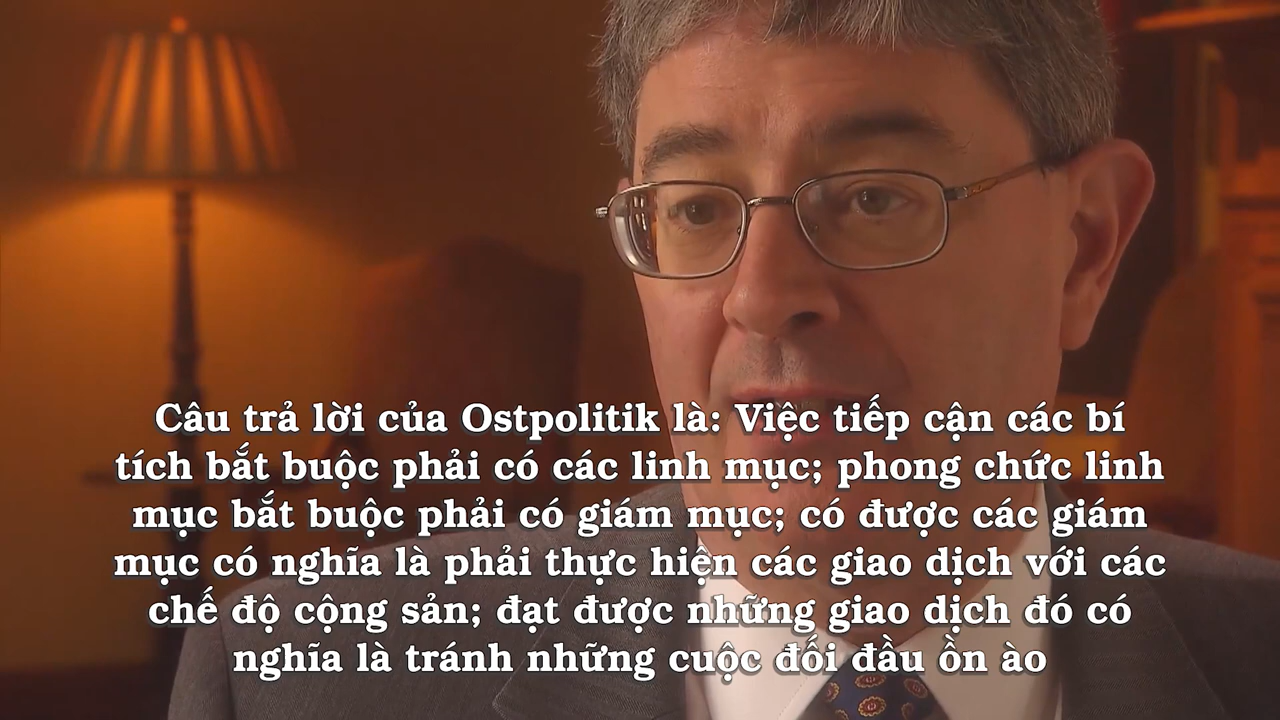 Câu trả lời của Ostpolitik là: Việc tiếp cận các bí
tích bắt buộc phải có các linh mục; phong chức linh
mục bắt buộc phải có giám mục; có được các giám
mục có nghĩa là phải thực hiện các giao dịch với các
chế độ cộng sản; đạt được những giao dịch đó có
nghĩa là tránh những cuộc đối đầu ồn ào